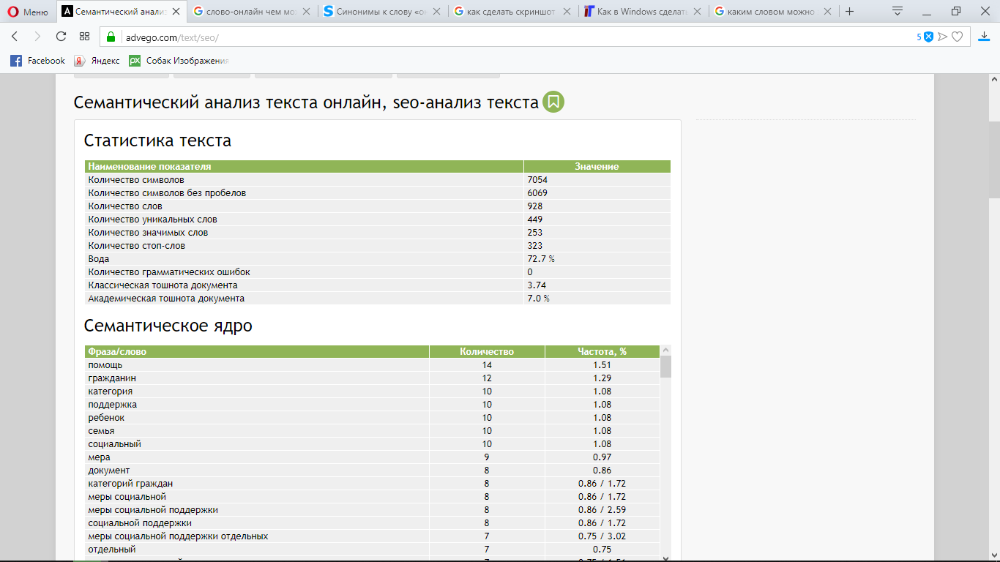 Меню
Семантический анализ
слово-онлайн чем мо
Синонимы к слову «он
как сделать скриншот
Как в Windows сделать
каким словом можно
advego.com/text/seo/
5
Facebook
Яндекс
Собак Изображения
Семантический анализ текста онлайн, seo-анализ текста
Статистика текста
Наименование показателя Значение
Количество символов 7054
Количество символов без пробелов 6069
Количество слов 928
Количество уникальных слов 449
Количество значимых слов 253
Количество стоп-слов 323
Вода 72.7 %
Количество грамматических ошибок 0
Классическая тошнота документа 3.74
Академическая тошнота документа 7.0 %
Семантическое ядро
Фраза/слово Количество Частота, %
помощь 14 1.51
гражданин 12 1.29
категория 10 1.08
поддержка 10 1.08
ребенок 10 1.08
семья 10 1.08
социальный 10 1.08
мера 9 0.97
документ 8 0.86
категорий граждан 8 0.86 / 1.72
меры социальной 8 0.86 / 1.72
меры социальной поддержки 8 0.86 / 2.59
социальной поддержки 8 0.86 / 1.72
меры социальной поддержки отдельных 7 0.75 / 3.02
отдельный 7 0.75